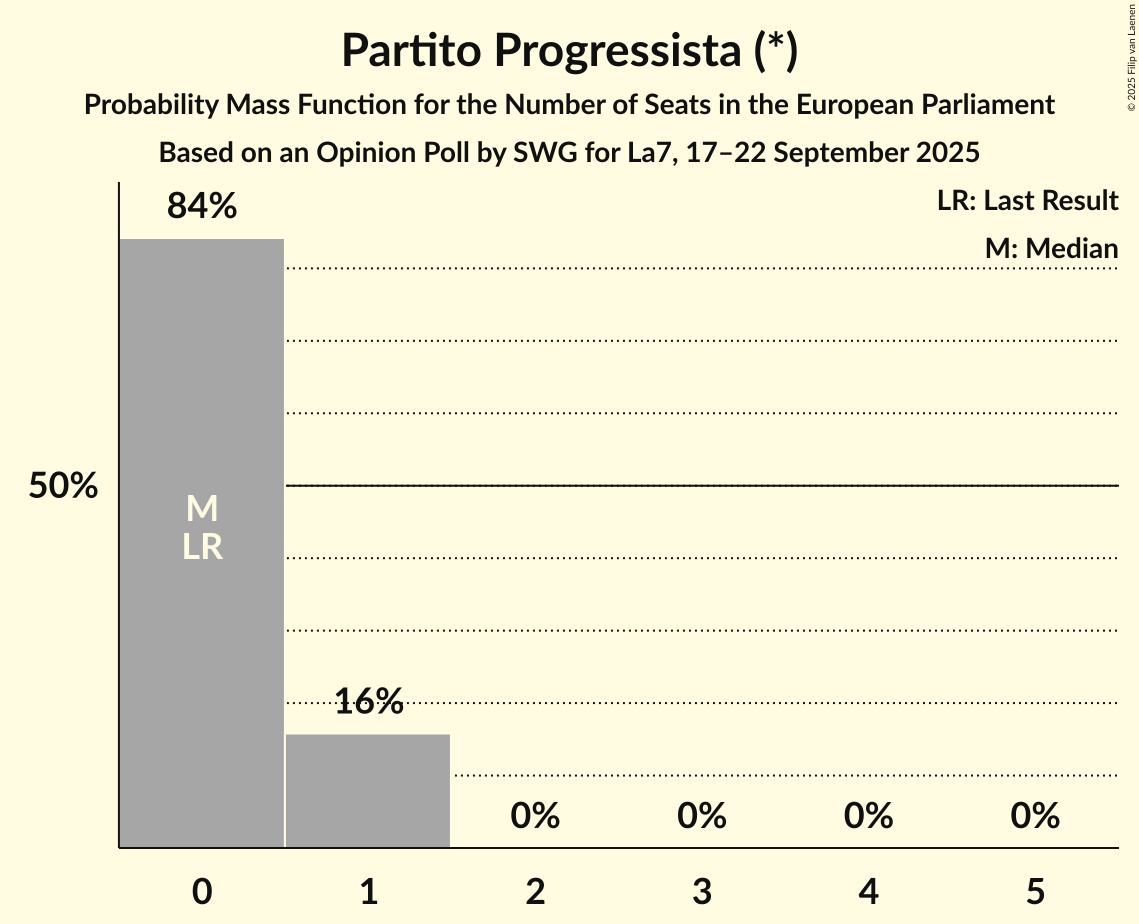 Partito Progressista (*)
Probability Mass Function for the Number of Seats in the European Parliament
Based on an Opinion Poll by SWG for La7, 17–22 September 2025
© 2025 Filip van Laenen
LR: Last Result
M: Median
84%
50%
M
LR
16%
0% 0% 0% 0%
0 1 2 3 4 5